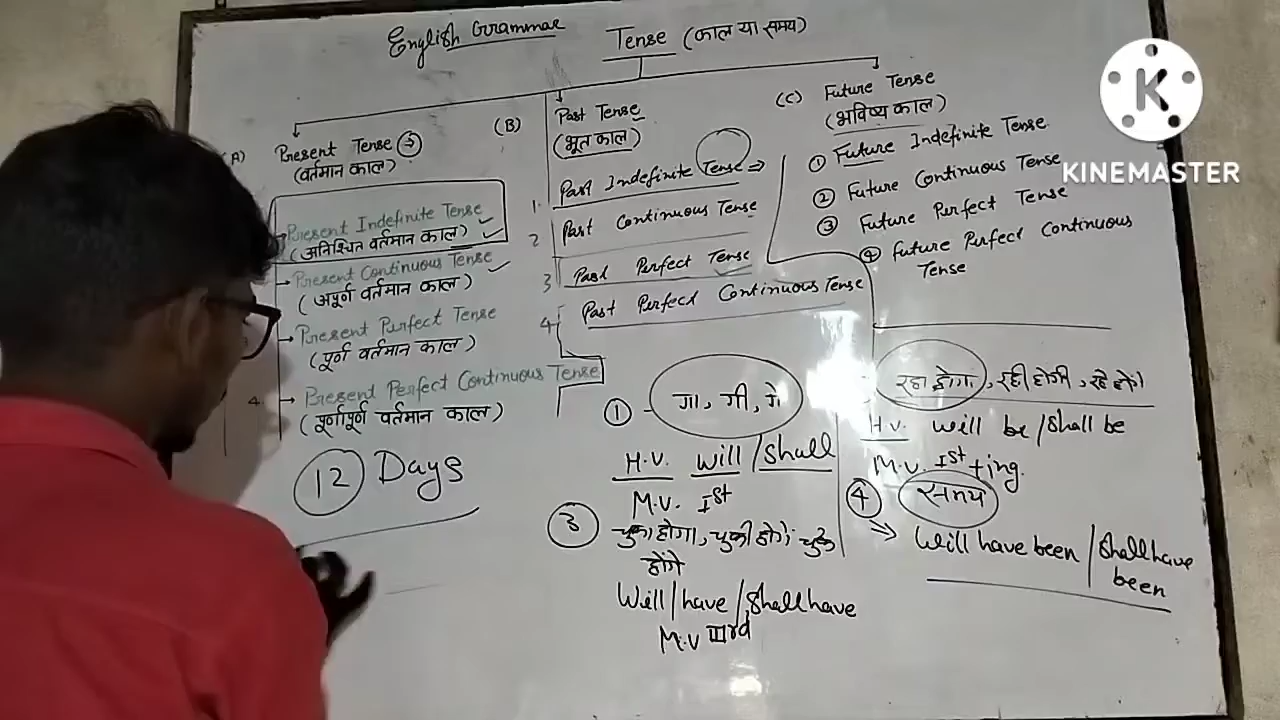 English Grammar
Tense (काल या समय)
(A) Present Tense
(वर्तमान काल)
Present Indefinite Tense
(अनिश्चित वर्तमान काल)
Present Continuous Tense
(अपूर्ण वर्तमान काल)
Present Perfect Tense
(पूर्ण वर्तमान काल)
4. Present Perfect Continuous Tense
(पूर्णापूर्ण वर्तमान काल)
12 Days
(B) Past Tense
(भूत काल)
1. Past Indefinite Tense ⇒
2 Past Continuous Tense
3 Past Perfect Tense
4 Past Perfect Continuous Tense
(C) Future Tense
(भविष्य काल)
① Future Indefinite Tense
② Future Continuous Tense
③ Future Perfect Tense
④ Future Perfect Continuous
Tense
① - गा, गी, गे
H.V. will/Shall
M.V. Ist
रहा होगा, रही होगी, रहे होंगे
H.V. will be/Shall be
M.V. Ist +ing.
③ चुका होगा, चुकी होगी, चुके
होंगे
Will/have/Shall have
M.V IIIrd
④ समय
⇒ Will have been/Shall have
been
KINEMASTER